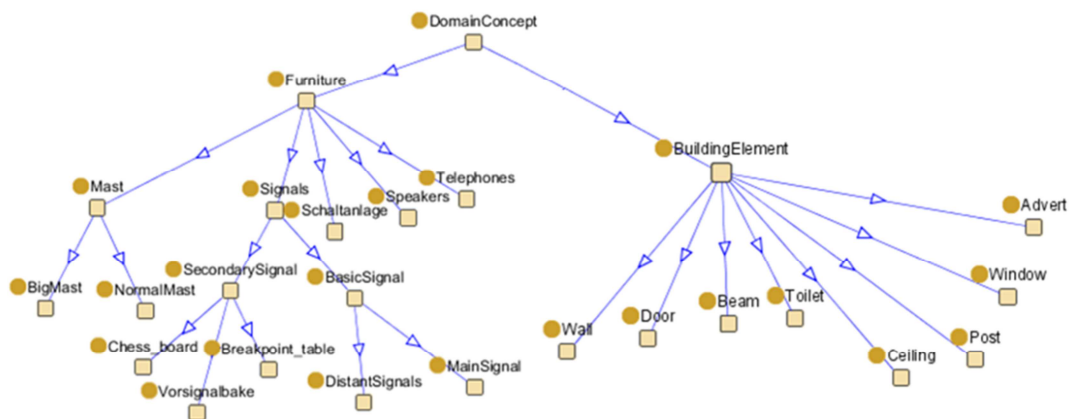 DomainConcept
Furniture
BuildingElement
Mast
Signals
Schaltanlage
Speakers
Telephones
Advert
SecondarySignal
BasicSignal
BigMast
NormalMast
Window
Wall
Door
Beam
Toilet
Ceiling
Post
Chess_board
Breakpoint_table
Vorsignalbake
DistantSignals
MainSignal